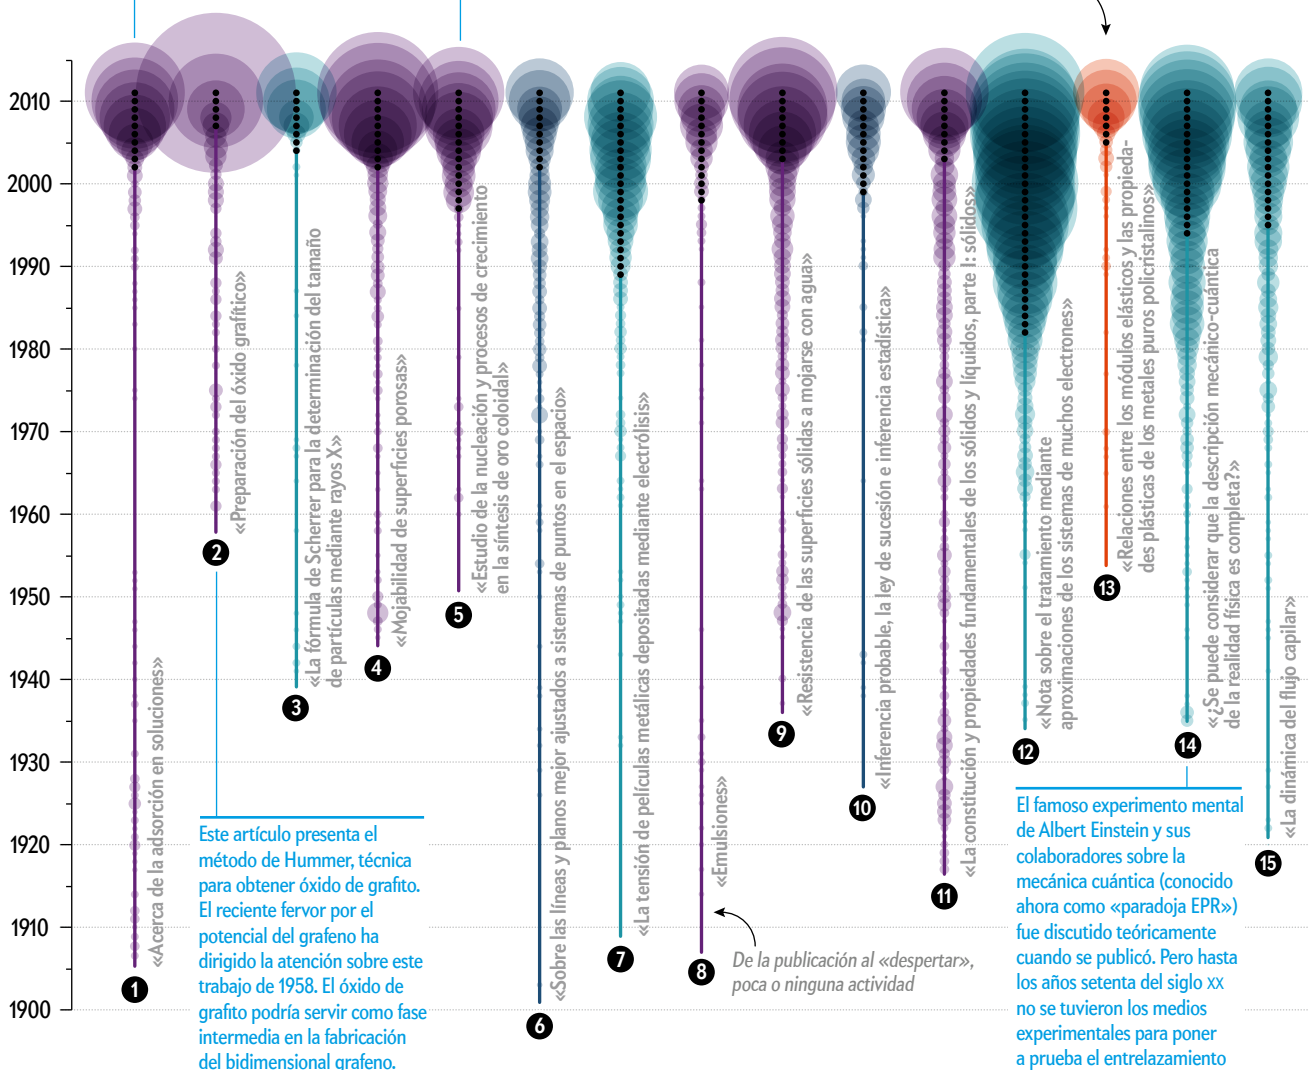 2010
2000
1990
1980
1970
1960
1950
1940
1930
1920
1910
1900
«Acerca de la adsorción en soluciones»
1
«Preparación del óxido grafítico»
2
«La fórmula de Scherrer para la determinación del tamaño
de partículas mediante rayos X»
3
«Mojabilidad de superficies porosas»
4
«Estudio de la nucleación y procesos de crecimiento
en la síntesis de oro coloidal»
5
«Sobre las líneas y planos mejor ajustados a sistemas de puntos en el espacio»
6
«La tensión de películas metálicas depositadas mediante electrólisis»
7
«Emulsiones»
8
«Resistencia de las superficies sólidas a mojarse con agua»
9
«Inferencia probable, la ley de sucesión e inferencia estadística»
10
«La constitución y propiedades fundamentales de los sólidos y líquidos, parte I: sólidos»
11
«Nota sobre el tratamiento mediante
aproximaciones de los sistemas de muchos electrones»
12
«Relaciones entre los módulos elásticos y las propieda-
des plásticas de los metales puros policristalinos»
13
«¿Se puede considerar que la descripción mecánico-cuántica
de la realidad física es completa?»
14
«La dinámica del flujo capilar»
15
Este artículo presenta el
método de Hummer, técnica
para obtener óxido de grafito.
El reciente fervor por el
potencial del grafeno ha
dirigido la atención sobre este
trabajo de 1958. El óxido de
grafito podría servir como fase
intermedia en la fabricación
del bidimensional grafeno.
De la publicación al «despertar»,
poca o ninguna actividad
El famoso experimento mental
de Albert Einstein y sus
colaboradores sobre la
mecánica cuántica (conocido
ahora como «paradoja EPR»)
fue discutido teóricamente
cuando se publicó. Pero hasta
los años setenta del siglo XX
no se tuvieron los medios
experimentales para poner
a prueba el entrelazamiento